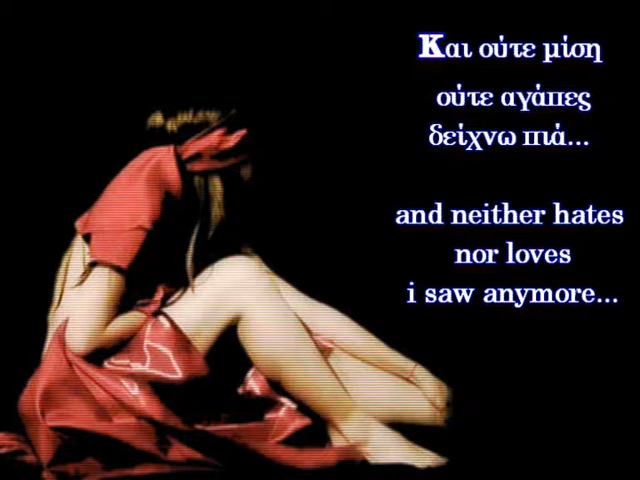 Και ούτε μίση
ούτε αγάπες
δείχνω πιά...
and neither hates
nor loves
i saw anymore...